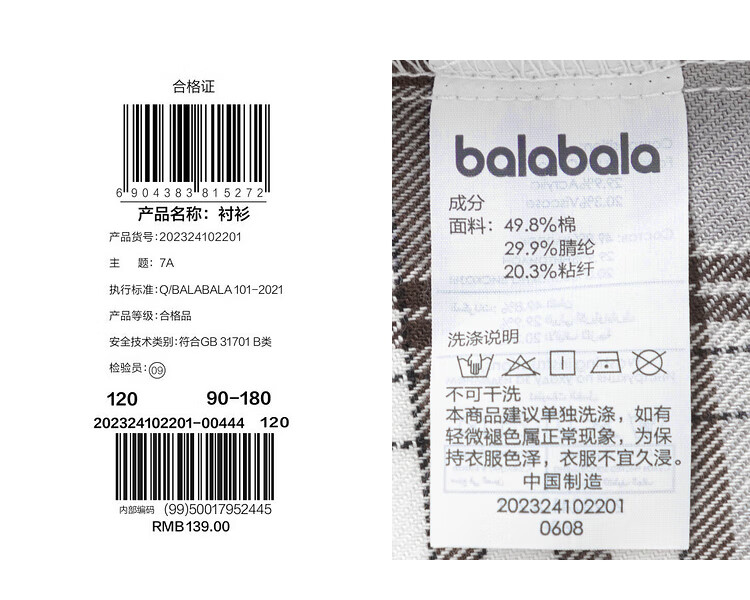 合格证
6 904383 815272
产品名称：衬衫
产品货号：202324102201
主 题：7A
执行标准：Q/BALABALA 101-2021
产品等级：合格品
安全技术类别：符合GB 31701 B类
检验员：09
120 90-180
202324102201-00444 120
内部编码 (99)50017952445
RMB139.00
balabala
成分
面料：49.8%棉
29.9%腈纶
20.3%粘纤
洗涤说明
不可干洗
本商品建议单独洗涤，如有
轻微褪色属正常现象，为保
持衣服色泽，衣服不宜久浸。
中国制造
202324102201
0608